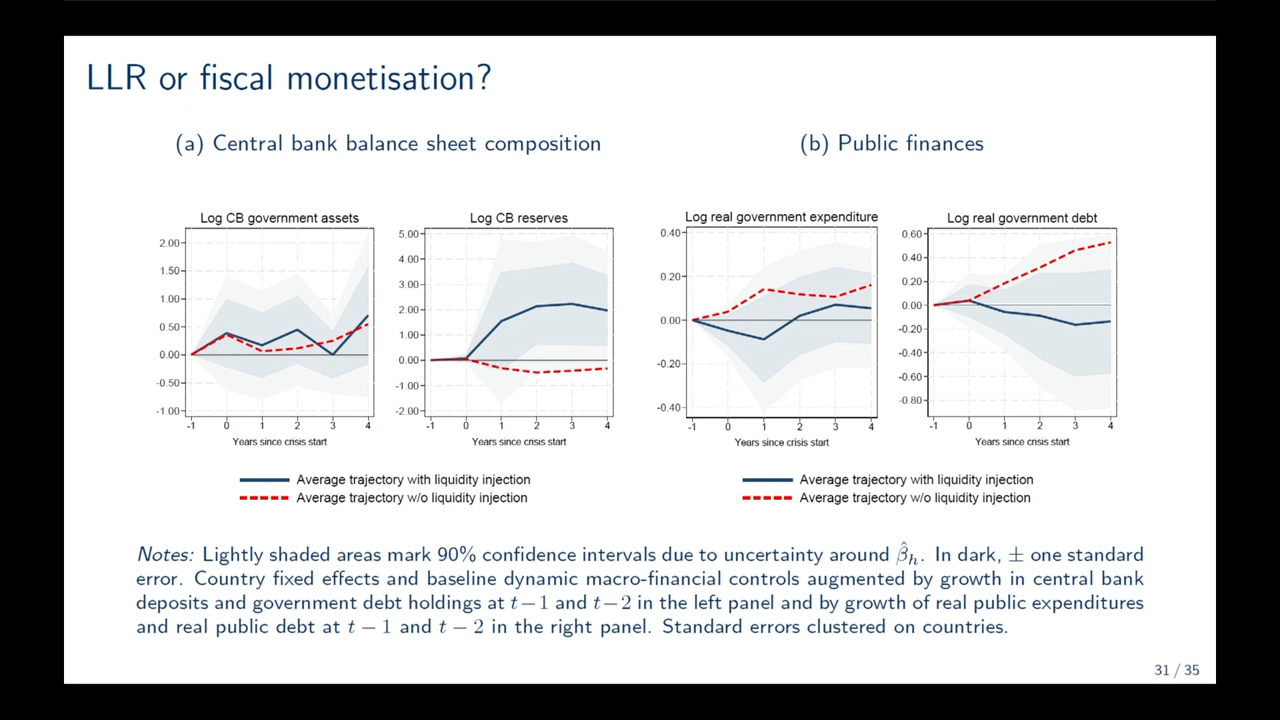 LLR or fiscal monetisation?
(a) Central bank balance sheet composition
(b) Public finances
Log CB government assets
2.00
1.50
1.00
0.50
0.00
-0.50
-1.00
-1 0 1 2 3 4
Years since crisis start
Log CB reserves
5.00
4.00
3.00
2.00
1.00
0.00
-1.00
-2.00
-1 0 1 2 3 4
Years since crisis start
Log real government expenditure
0.40
0.20
0.00
-0.20
-0.40
-1 0 1 2 3 4
Years since crisis start
Log real government debt
0.60
0.40
0.20
0.00
-0.20
-0.40
-0.60
-0.80
-1 0 1 2 3 4
Years since crisis start
Average trajectory with liquidity injection
Average trajectory w/o liquidity injection
Average trajectory with liquidity injection
Average trajectory w/o liquidity injection
Notes: Lightly shaded areas mark 90% confidence intervals due to uncertainty around β̂h. In dark, ± one standard
error. Country fixed effects and baseline dynamic macro-financial controls augmented by growth in central bank
deposits and government debt holdings at t−1 and t−2 in the left panel and by growth of real public expenditures
and real public debt at t − 1 and t − 2 in the right panel. Standard errors clustered on countries.
31 / 35